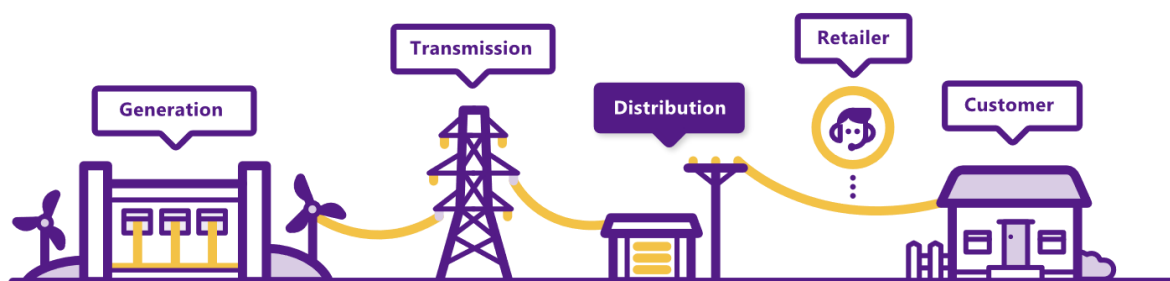 Generation
Transmission
Distribution
Retailer
Customer